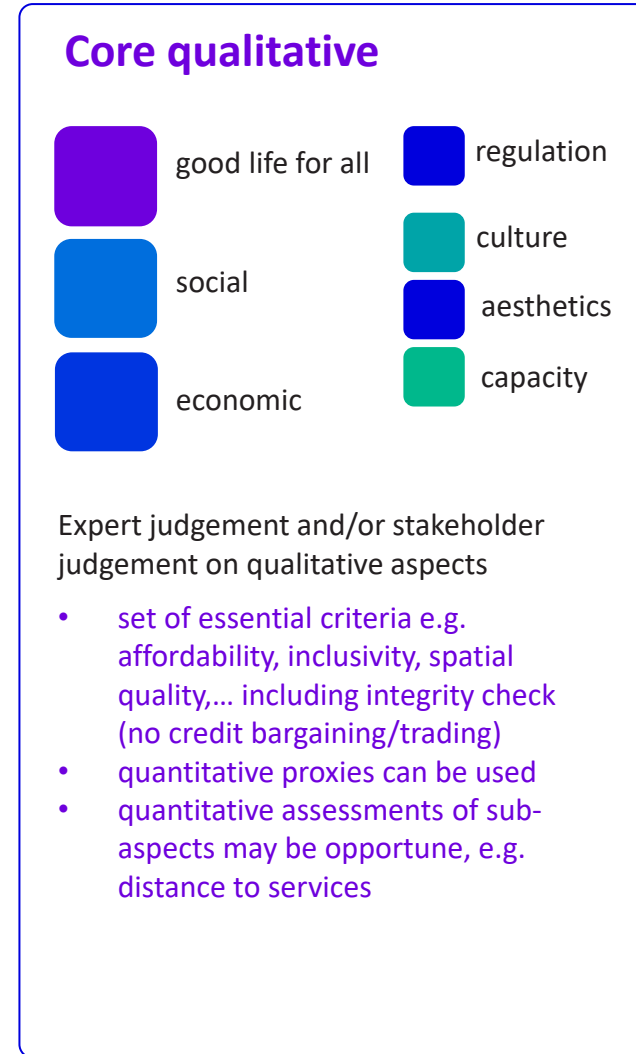 Core qualitative
good life for all
social
economic
regulation
culture
aesthetics
capacity
Expert judgement and/or stakeholder
judgement on qualitative aspects
• set of essential criteria e.g.
affordability, inclusivity, spatial
quality,… including integrity check
(no credit bargaining/trading)
• quantitative proxies can be used
• quantitative assessments of sub-
aspects may be opportune, e.g.
distance to services